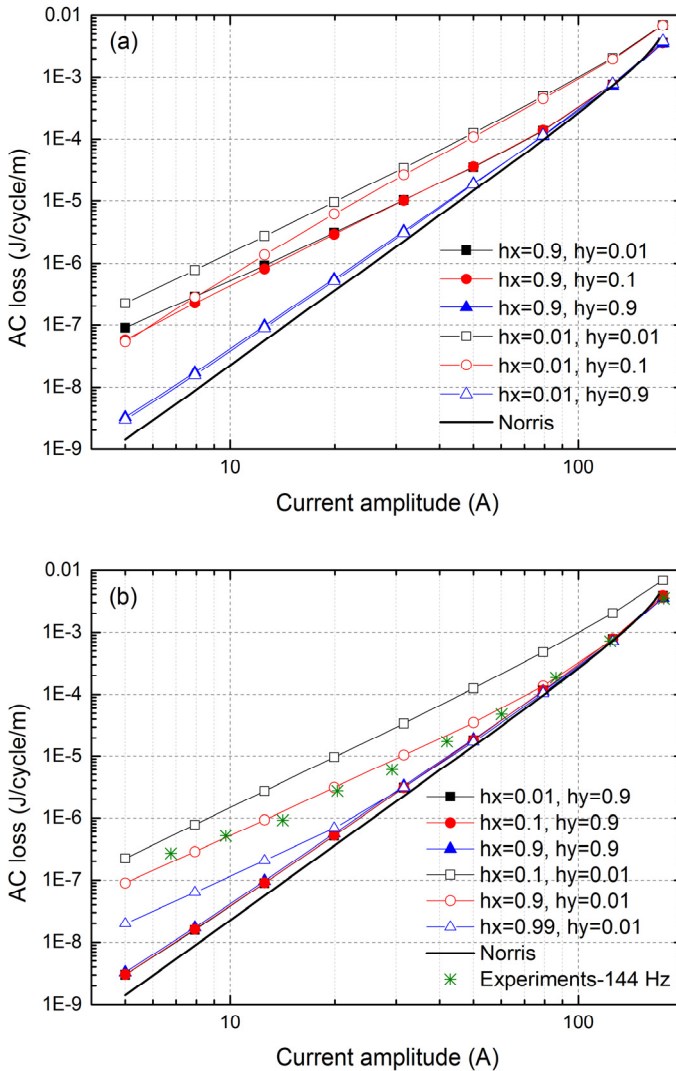 (a)
0.01
1E-3
1E-4
1E-5
1E-6
1E-7
1E-8
1E-9
AC loss (J/cycle/m)
hx=0.9, hy=0.01
hx=0.9, hy=0.1
hx=0.9, hy=0.9
hx=0.01, hy=0.01
hx=0.01, hy=0.1
hx=0.01, hy=0.9
Norris
10
100
Current amplitude (A)
(b)
0.01
1E-3
1E-4
1E-5
1E-6
1E-7
1E-8
1E-9
AC loss (J/cycle/m)
hx=0.01, hy=0.9
hx=0.1, hy=0.9
hx=0.9, hy=0.9
hx=0.1, hy=0.01
hx=0.9, hy=0.01
hx=0.99, hy=0.01
Norris
Experiments-144 Hz
10
100
Current amplitude (A)